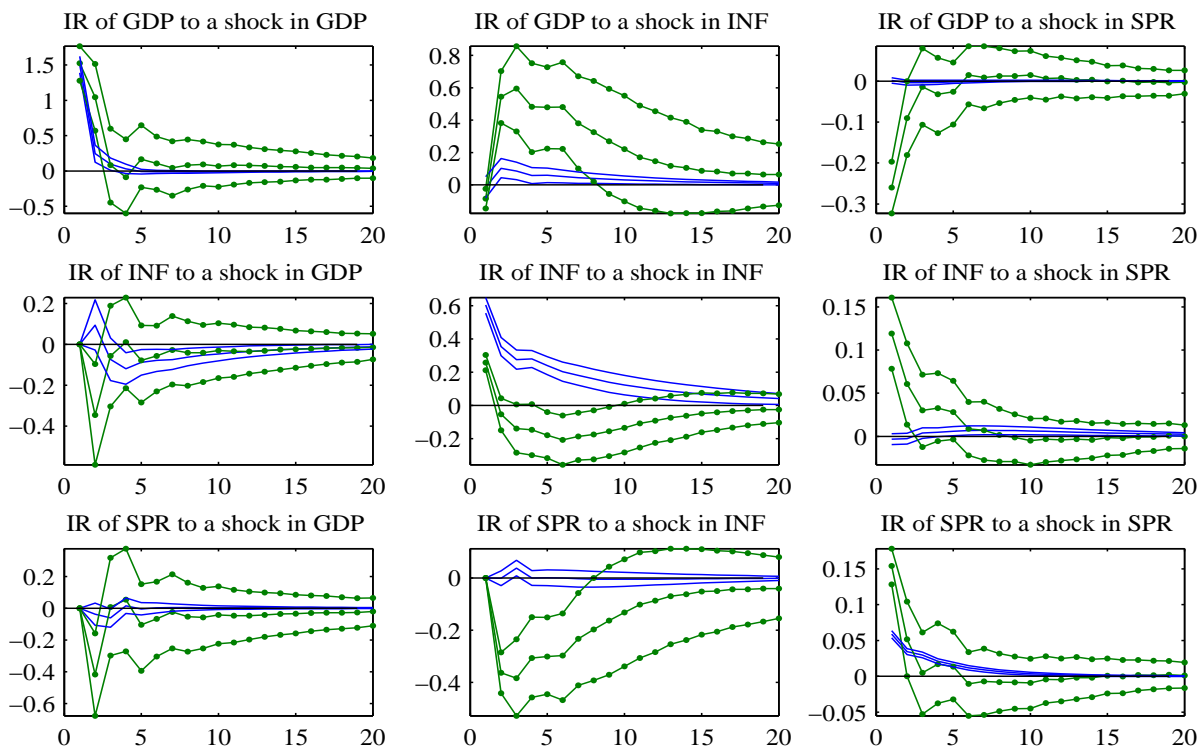 IR of GDP to a shock in GDP
IR of GDP to a shock in INF
IR of GDP to a shock in SPR
1.5
1
0.5
0
−0.5
0 5 10 15 20
0.8
0.6
0.4
0.2
0
0 5 10 15 20
0
−0.1
−0.2
−0.3
0 5 10 15 20
IR of INF to a shock in GDP
IR of INF to a shock in INF
IR of INF to a shock in SPR
0.2
0
−0.2
−0.4
0 5 10 15 20
0.6
0.4
0.2
0
−0.2
0 5 10 15 20
0.15
0.1
0.05
0
0 5 10 15 20
IR of SPR to a shock in GDP
IR of SPR to a shock in INF
IR of SPR to a shock in SPR
0.2
0
−0.2
−0.4
−0.6
0 5 10 15 20
0
−0.2
−0.4
0 5 10 15 20
0.15
0.1
0.05
0
−0.05
0 5 10 15 20